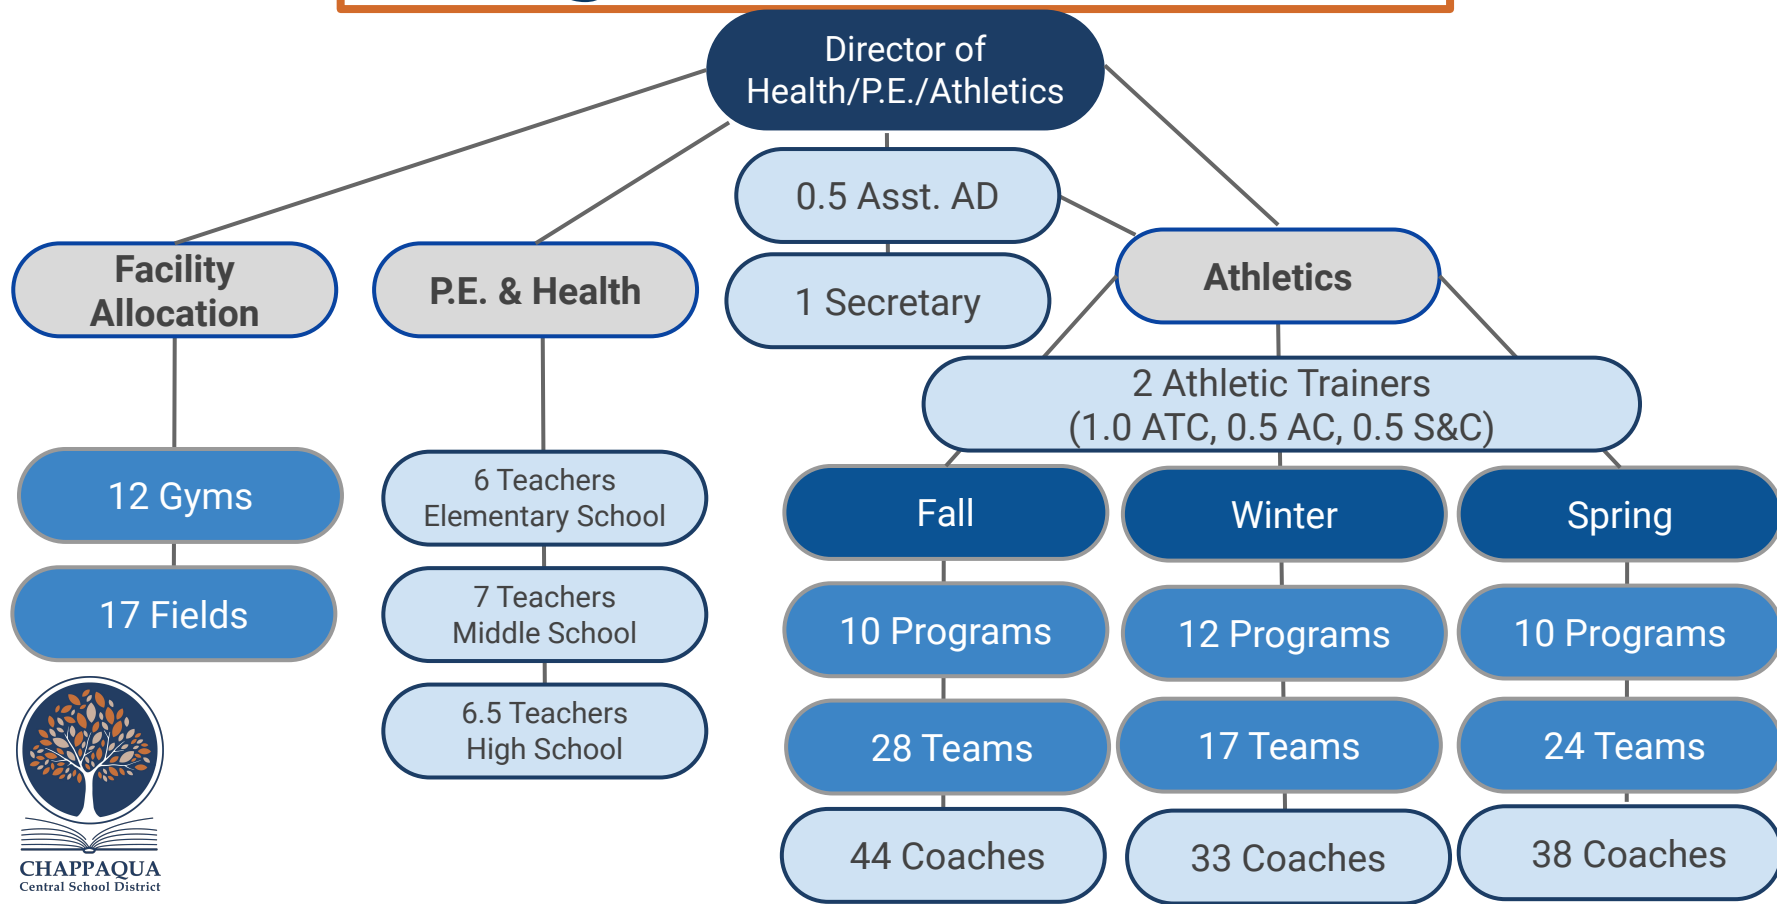 Director of
Health/P.E./Athletics
0.5 Asst. AD
1 Secretary
Facility
Allocation
P.E. & Health
Athletics
2 Athletic Trainers
(1.0 ATC, 0.5 AC, 0.5 S&C)
12 Gyms
17 Fields
6 Teachers
Elementary School
7 Teachers
Middle School
6.5 Teachers
High School
Fall
10 Programs
28 Teams
44 Coaches
Winter
12 Programs
17 Teams
33 Coaches
Spring
10 Programs
24 Teams
38 Coaches
CHAPPAQUA
Central School District